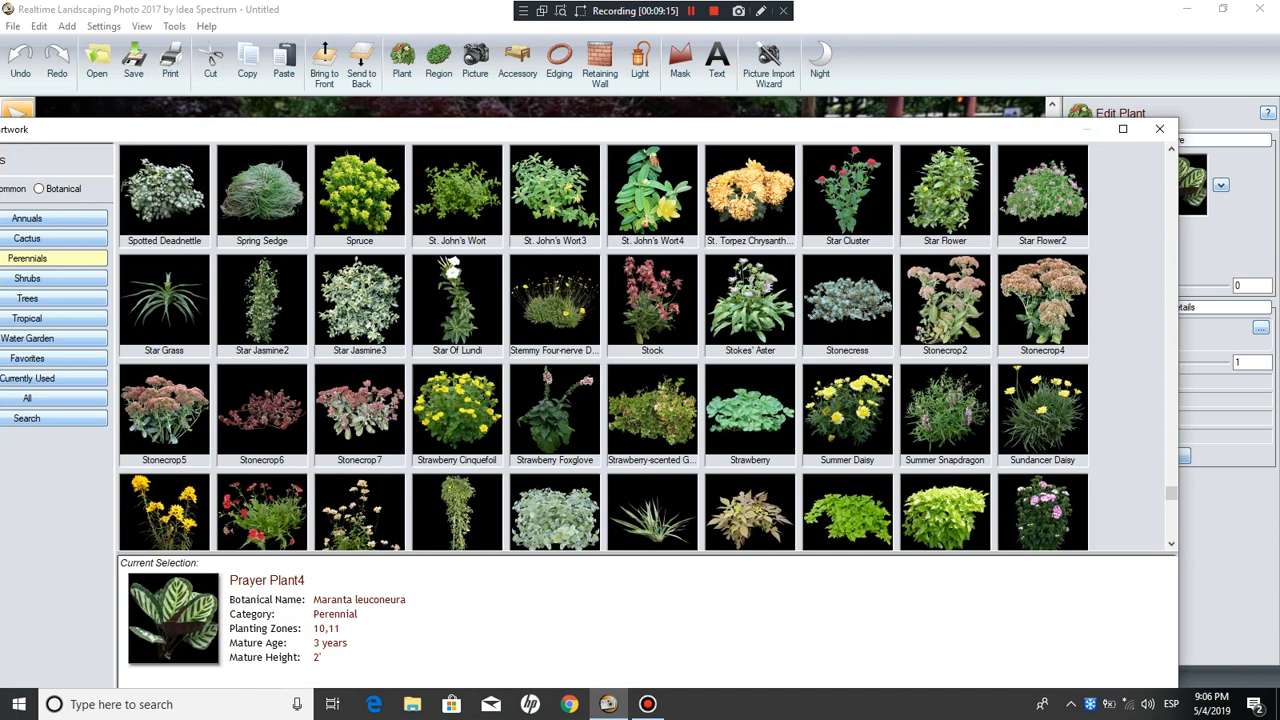 Realtime Landscaping Photo 2017 by Idea Spectrum - Untitled
Recording [00:09:15]
File Edit Add Settings View Tools Help
Undo Redo Open Save Print Cut Copy Paste Bring to Front Send to Back Plant Region Picture Accessory Edging Retaining Wall Light Mask Text Picture Import Wizard Night
Edit Plant ?
rtwork
s
re
ommon Botanical
Annuals
Cactus
Perennials
Shrubs
Trees
Tropical
Water Garden
Favorites
Currently Used
All
Search
Spotted Deadnettle Spring Sedge Spruce St. John's Wort St. John's Wort3 St. John's Wort4 St. Torpez Chrysanth... Star Cluster Star Flower Star Flower2
0
etails
...
Star Grass Star Jasmine2 Star Jasmine3 Star Of Lundi Stemmy Four-nerve D... Stock Stokes' Aster Stonecress Stonecrop2 Stonecrop4
1
Stonecrop5 Stonecrop6 Stonecrop7 Strawberry Cinquefoil Strawberry Foxglove Strawberry-scented G... Strawberry Summer Daisy Summer Snapdragon Sundancer Daisy
Current Selection:
Prayer Plant4
Botanical Name: Maranta leuconeura
Category: Perennial
Planting Zones: 10,11
Mature Age: 3 years
Mature Height: 2'
Type here to search
ESP
9:06 PM
5/4/2019
2